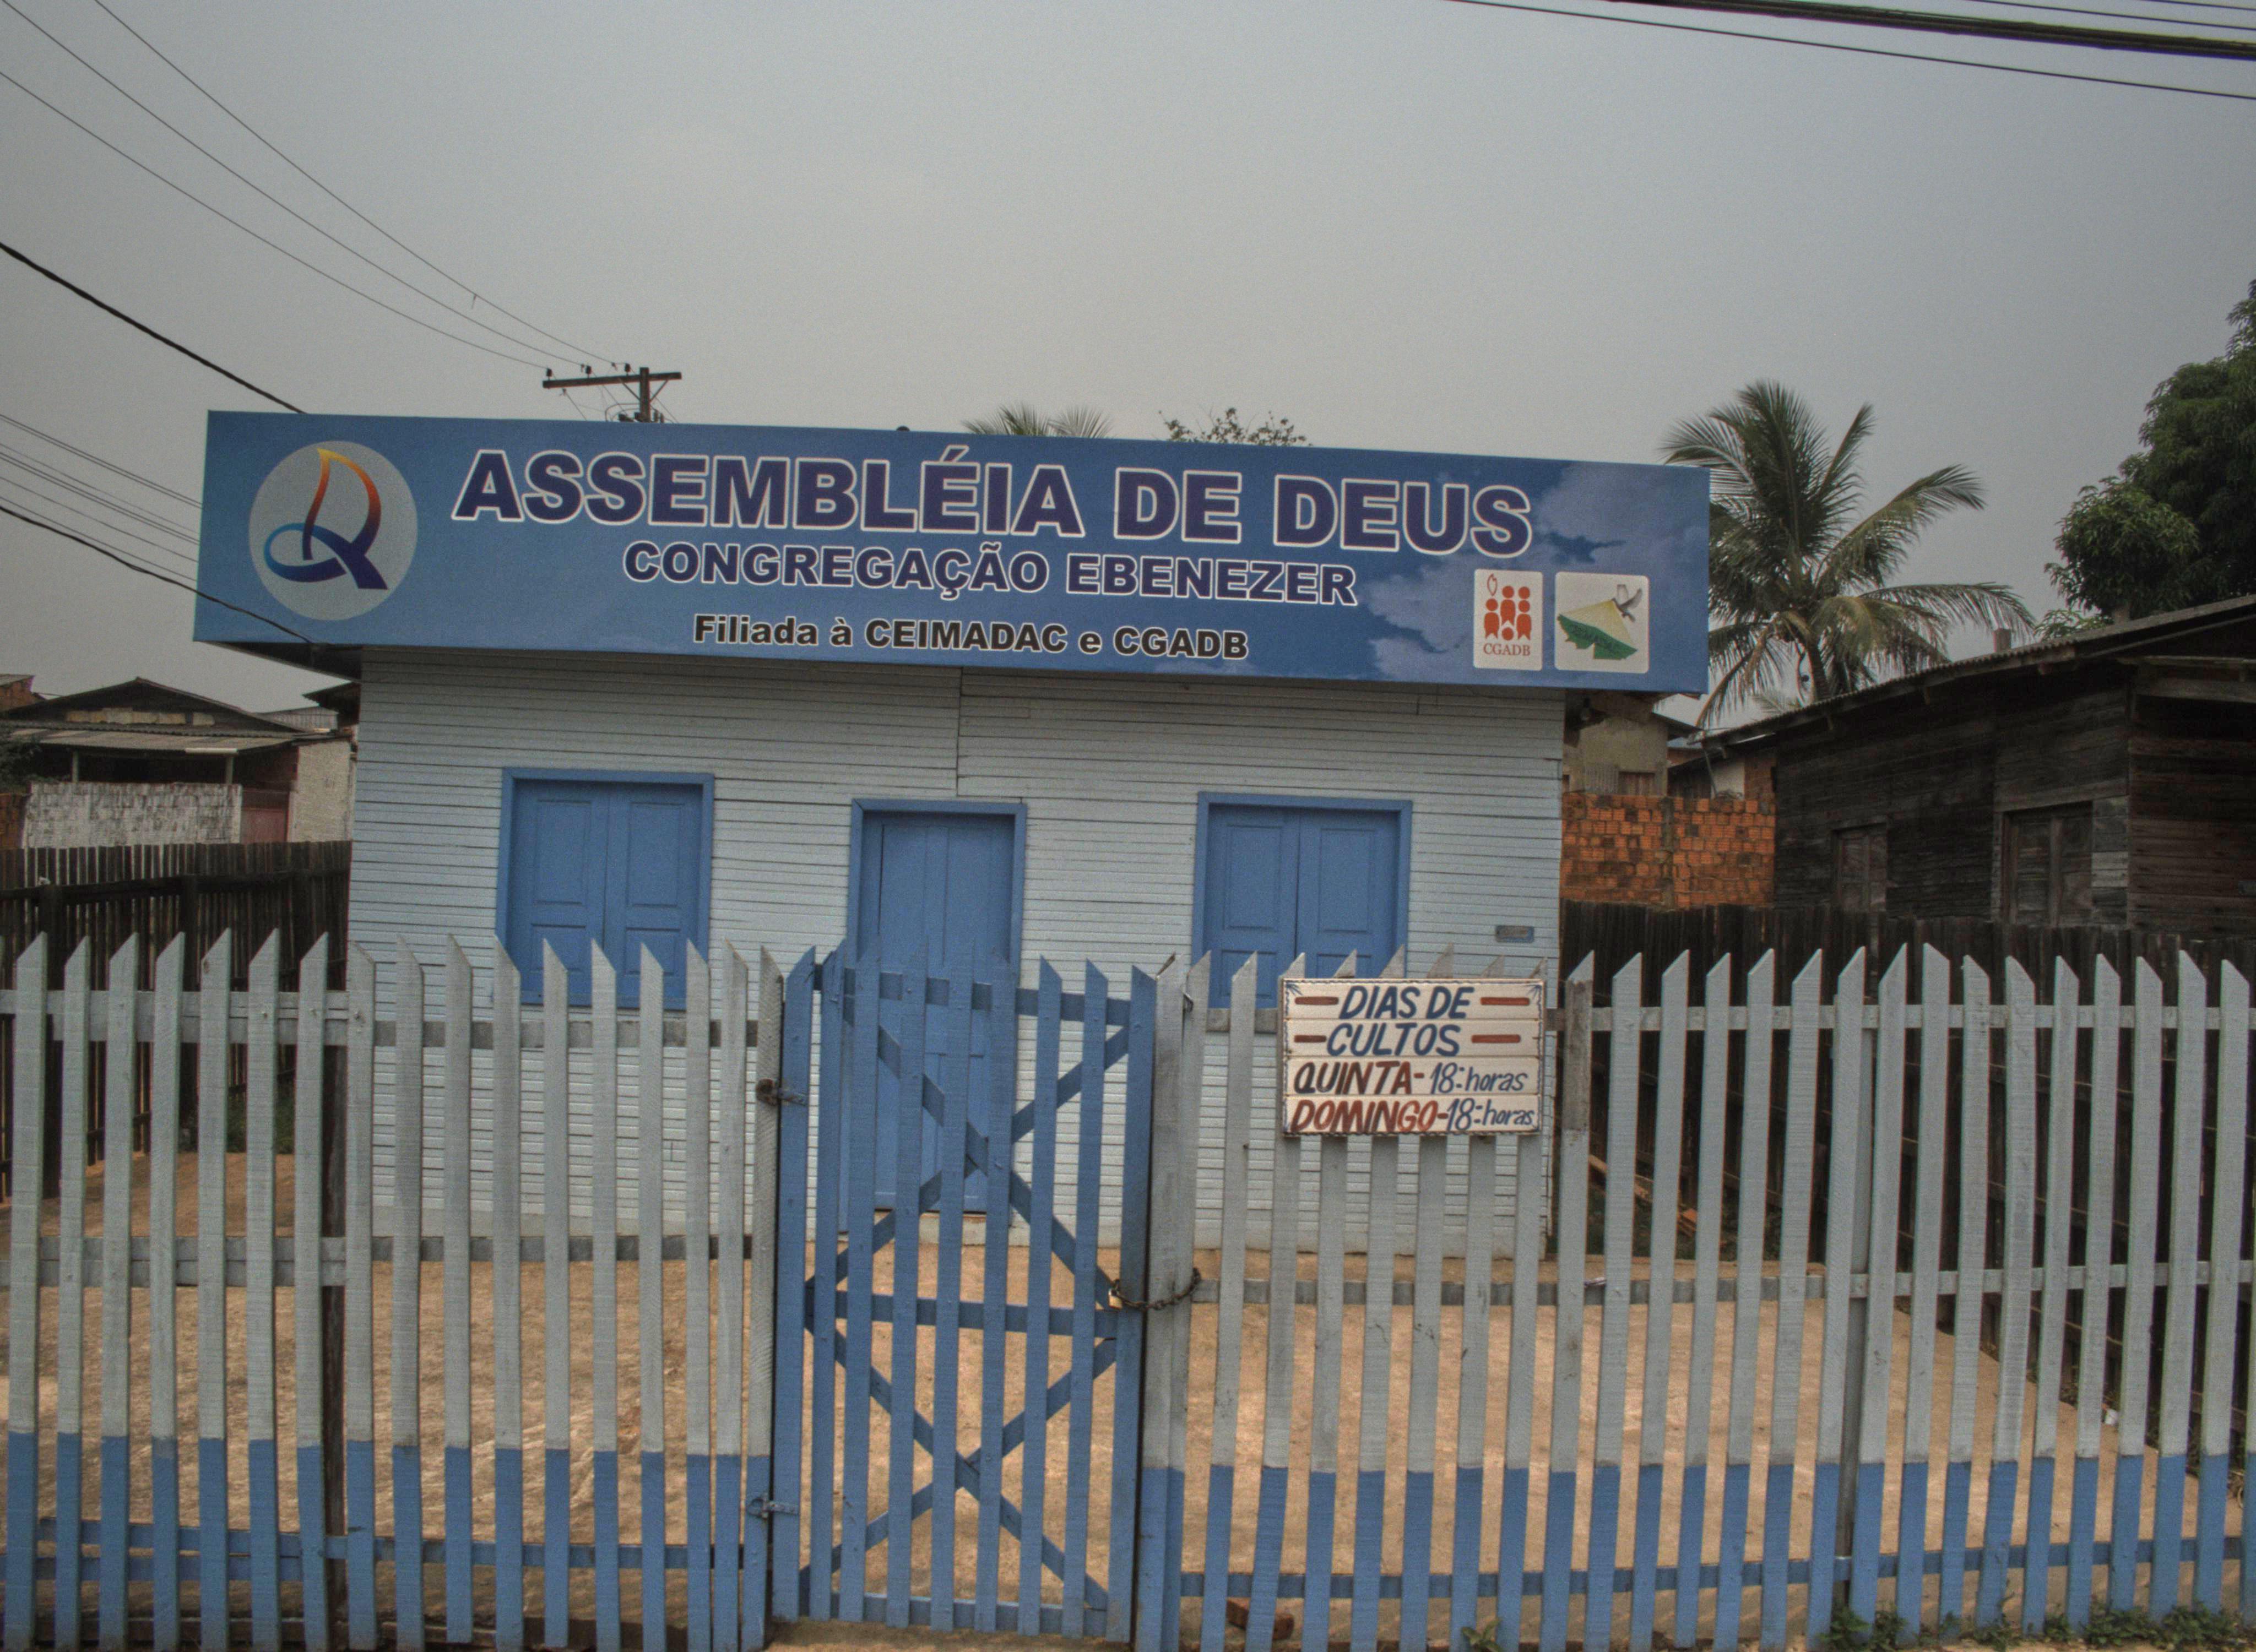 ASSEMBLÉIA DE DEUS
CONGREGAÇÃO EBENEZER
Filiada à CEIMADAC e CGADB
CGADB
DIAS DE
CULTOS
QUINTA-18:horas
DOMINGO-18:horas